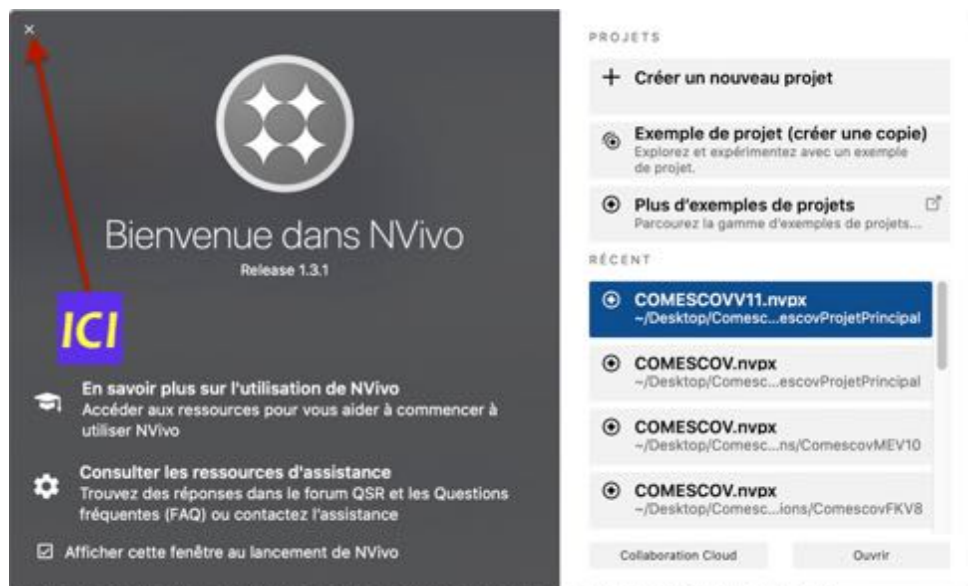 Bienvenue dans NVivo
Release 1.3.1
ICI
En savoir plus sur l'utilisation de NVivo
Accéder aux ressources pour vous aider à commencer à
utiliser NVivo
Consulter les ressources d'assistance
Trouvez des réponses dans le forum QSR et les Questions
fréquentes (FAQ) ou contactez l'assistance
Afficher cette fenêtre au lancement de NVivo
PROJETS
Créer un nouveau projet
Exemple de projet (créer une copie)
Explorez et expérimentez avec un exemple
de projet.
Plus d'exemples de projets
Parcourez la gamme d'exemples de projets...
RÉCENT
COMESCOVV11.nvpx
~/Desktop/Comesc...escovProjetPrincipal
COMESCOV.nvpx
~/Desktop/Comesc...escovProjetPrincipal
COMESCOV.nvpx
~/Desktop/Comesc...ns/ComescovMEV10
COMESCOV.nvpx
~/Desktop/Comesc...ions/ComescovFKV8
Collaboration Cloud
Ouvrir